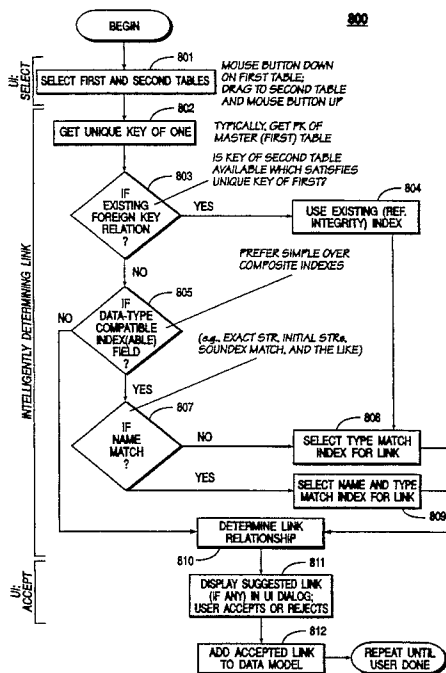 BEGIN
800
801
SELECT FIRST AND SECOND TABLES
MOUSE BUTTON DOWN
ON FIRST TABLE;
DRAG TO SECOND TABLE
AND MOUSE BUTTON UP
UI:
SELECT
802
GET UNIQUE KEY OF ONE
TYPICALLY, GET PK OF
MASTER (FIRST) TABLE
IS KEY OF SECOND TABLE
AVAILABLE WHICH SATISFIES
UNIQUE KEY OF FIRST?
803
IF
EXISTING
FOREIGN KEY
RELATION
?
YES
804
USE EXISTING (REF.
INTEGRITY) INDEX
NO
PREFER SIMPLE OVER
COMPOSITE INDEXES
INTELLIGENTLY DETERMINING LINK
805
IF
DATA-TYPE
COMPATIBLE
INDEX(ABLE)
FIELD
?
NO
YES
(e.g., EXACT STR, INITIAL STRs,
SOUNDEX MATCH, AND THE LIKE)
807
IF
NAME
MATCH
?
NO
808
SELECT TYPE MATCH
INDEX FOR LINK
YES
SELECT NAME AND TYPE
MATCH INDEX FOR LINK
809
DETERMINE LINK
RELATIONSHIP
810
811
DISPLAY SUGGESTED LINK
(IF ANY) IN UI DIALOG;
USER ACCEPTS OR REJECTS
UI:
ACCEPT
812
ADD ACCEPTED LINK
TO DATA MODEL
REPEAT UNTIL
USER DONE